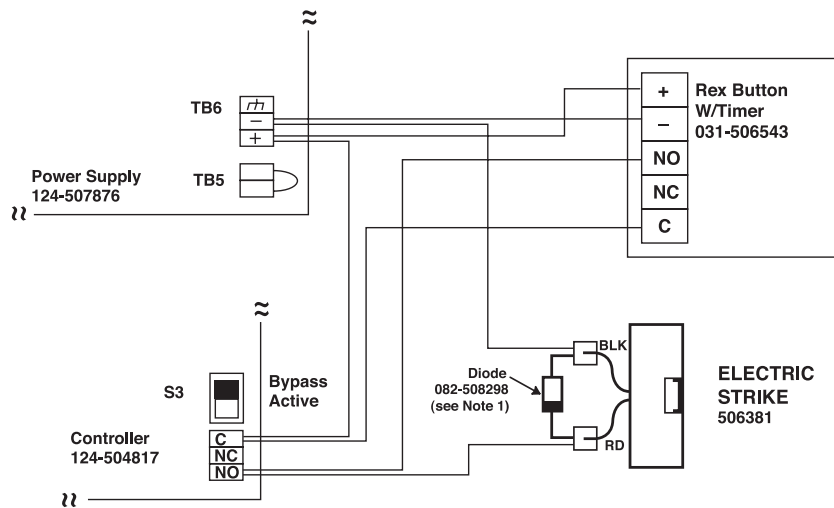 TB6
−
+
TB5
Power Supply
124-507876
+
−
NO
NC
C
Rex Button
W/Timer
031-506543
S3
Bypass
Active
Controller
124-504817
C
NC
NO
Diode
082-508298
(see Note 1)
BLK
RD
ELECTRIC
STRIKE
506381